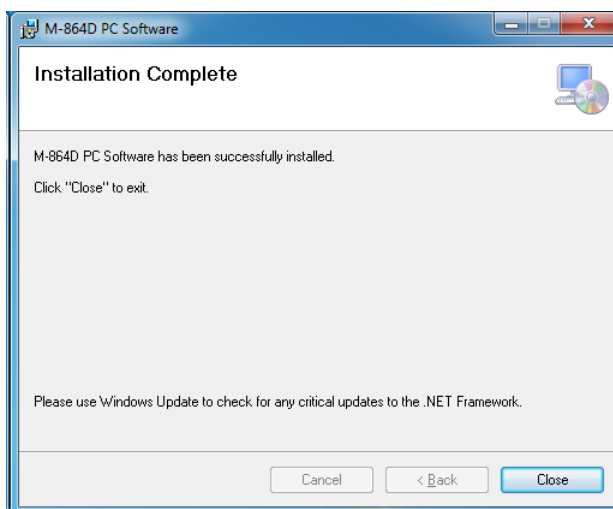 M-864D PC Software
Installation Complete
M-864D PC Software has been successfully installed.
Click "Close" to exit.
Please use Windows Update to check for any critical updates to the .NET Framework.
Cancel
< Back
Close